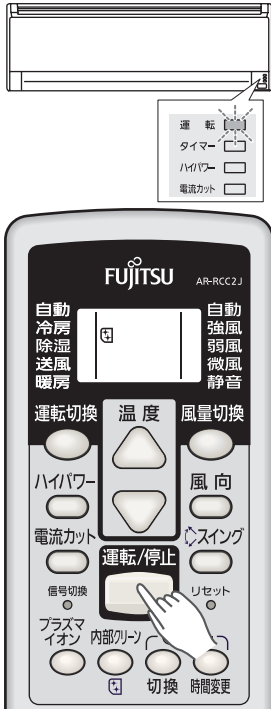 運転
タイマー
ハイパワー
電流カット
FUJITSU AR-RCC2J
自動
冷房
除湿
送風
暖房
自動
強風
弱風
微風
静音
運転切換
温度
風量切換
ハイパワー
風向
電流カット
スイング
運転/停止
信号切換
リセット
プラズマ
イオン
内部クリーン
切換
時間変更